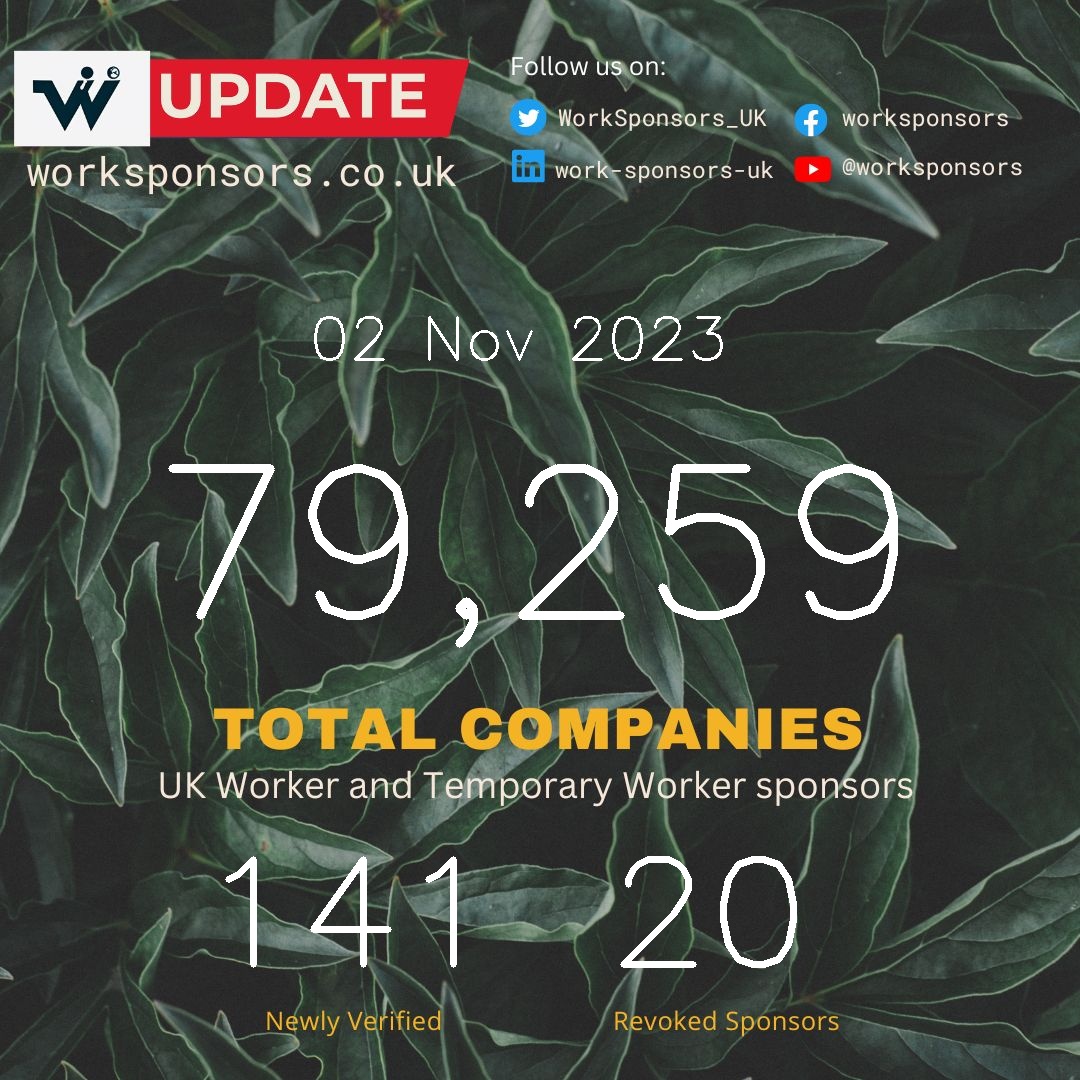 W UPDATE
worksponsors.co.uk
Follow us on:
WorkSponsors_UK
worksponsors
in work-sponsors-uk
@worksponsors
02 Nov 2023
79,259
TOTAL COMPANIES
UK Worker and Temporary Worker sponsors
141 20
Newly Verified Revoked Sponsors